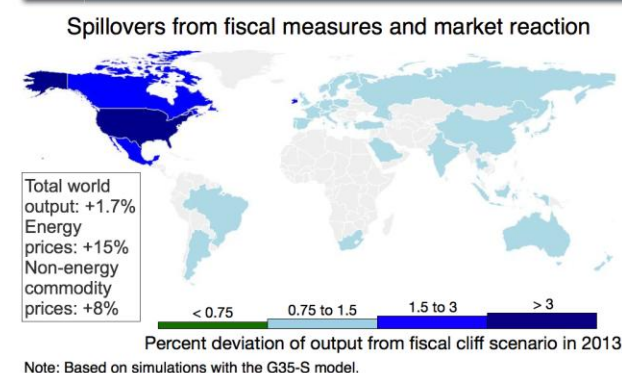 Spillovers from fiscal measures and market reaction
Total world
output: +1.7%
Energy
prices: +15%
Non-energy
commodity
prices: +8%
< 0.75
0.75 to 1.5
1.5 to 3
> 3
Percent deviation of output from fiscal cliff scenario in 2013
Note: Based on simulations with the G35-S model.